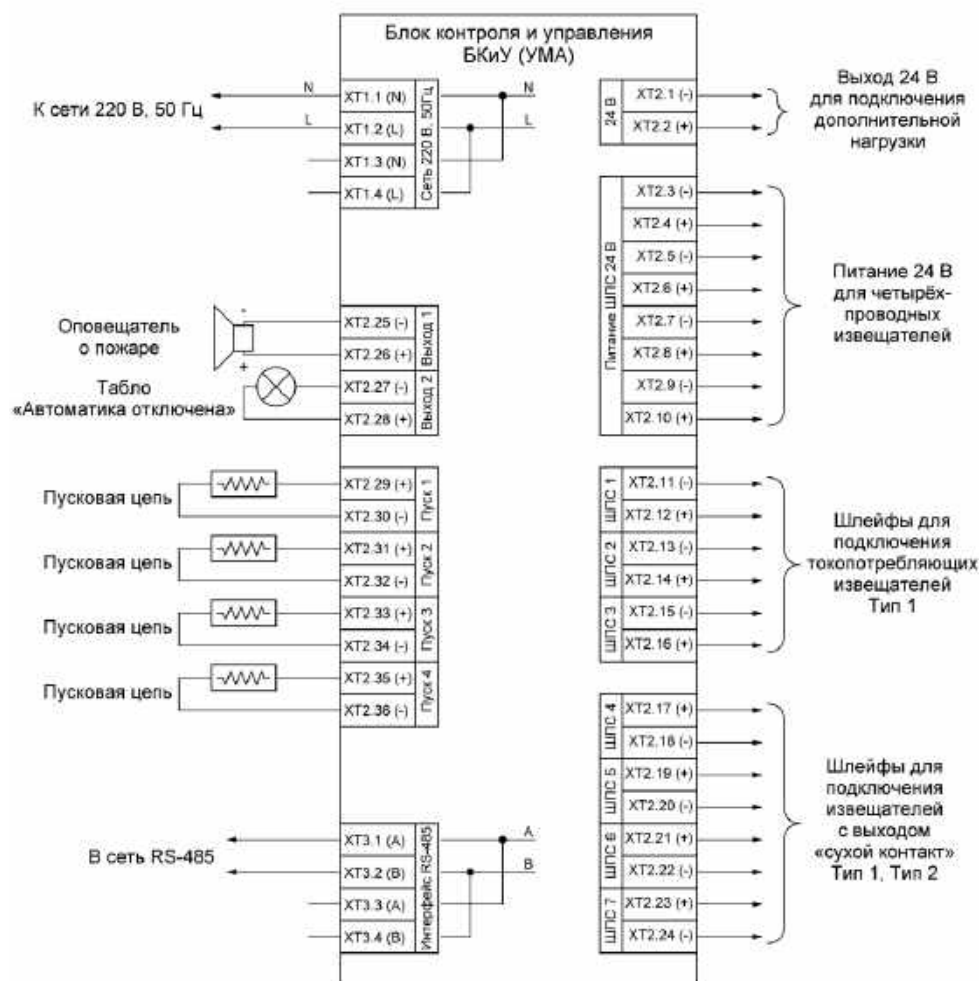 Блок контроля и управления
БКиУ (УМА)
К сети 220 В, 50 Гц
N
L
XT1.1 (N)
XT1.2 (L)
XT1.3 (N)
XT1.4 (L)
Сеть 220 В, 50Гц
N
L
24 В
XT2.1 (-)
XT2.2 (+)
Выход 24 В
для подключения
дополнительной
нагрузки
Питание ШПС 24 В
XT2.3 (-)
XT2.4 (+)
XT2.5 (-)
XT2.6 (+)
XT2.7 (-)
XT2.8 (+)
XT2.9 (-)
XT2.10 (+)
Питание 24 В
для четырёх-
проводных
извещателей
Оповещатель
о пожаре
-
+
Табло
«Автоматика отключена»
XT2.25 (-)
XT2.26 (+)
Выход 1
XT2.27 (-)
XT2.28 (+)
Выход 2
Пусковая цепь
XT2.29 (+)
XT2.30 (-)
Пуск 1
Пусковая цепь
XT2.31 (+)
XT2.32 (-)
Пуск 2
Пусковая цепь
XT2.33 (+)
XT2.34 (-)
Пуск 3
Пусковая цепь
XT2.35 (+)
XT2.36 (-)
Пуск 4
ШПС 1
XT2.11 (-)
XT2.12 (+)
ШПС 2
XT2.13 (-)
XT2.14 (+)
ШПС 3
XT2.15 (-)
XT2.16 (+)
Шлейфы для
подключения
токопотребляющих
извещателей
Тип 1
ШПС 4
XT2.17 (+)
XT2.18 (-)
ШПС 5
XT2.19 (+)
XT2.20 (-)
ШПС 6
XT2.21 (+)
XT2.22 (-)
ШПС 7
XT2.23 (+)
XT2.24 (-)
Шлейфы для
подключения
извещателей
с выходом
«сухой контакт»
Тип 1, Тип 2
В сеть RS-485
XT3.1 (A)
XT3.2 (B)
XT3.3 (A)
XT3.4 (B)
Интерфейс RS-485
A
B